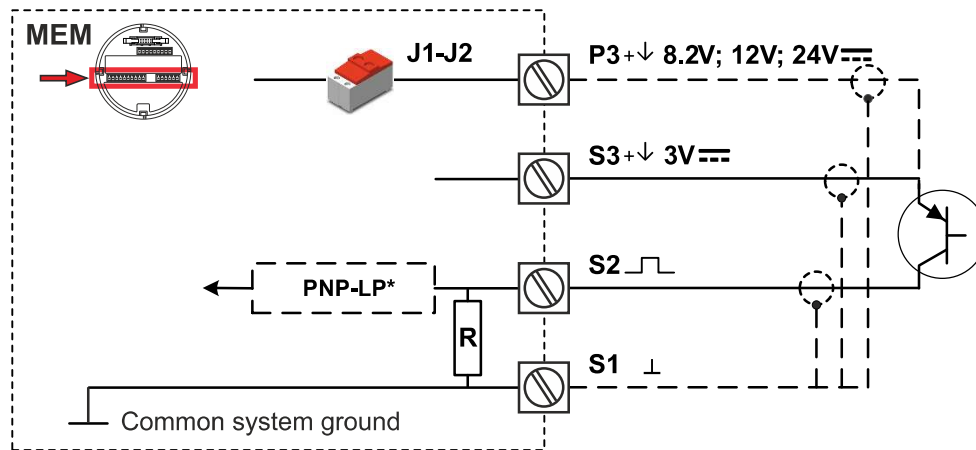 MEM
J1-J2
P3 +↓ 8.2V; 12V; 24V
S3 +↓ 3V
PNP-LP*
S2
R
S1
Common system ground